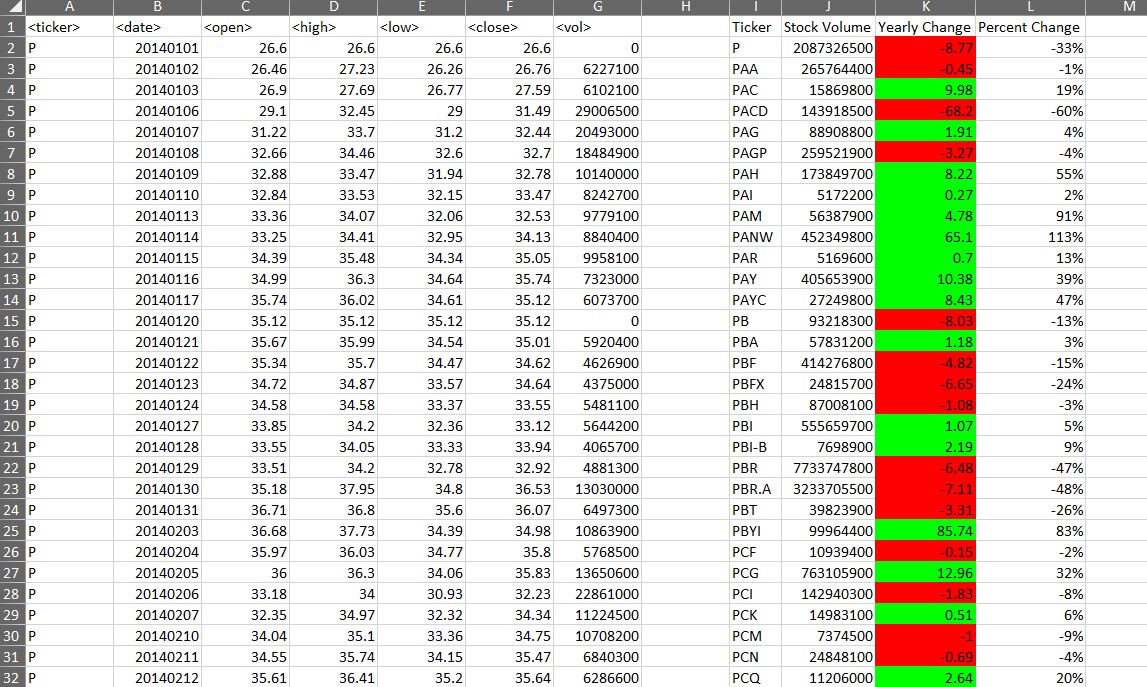 A B C D E F G H I J K L M
1 <ticker> <date> <open> <high> <low> <close> <vol> Ticker Stock Volume Yearly Change Percent Change
2 P 20140101 26.6 26.6 26.6 26.6 0 P 2087326500 -8.77 -33%
3 P 20140102 26.46 27.23 26.26 26.76 6227100 PAA 265764400 -0.45 -1%
4 P 20140103 26.9 27.69 26.77 27.59 6102100 PAC 15869800 9.98 19%
5 P 20140106 29.1 32.45 29 31.49 29006500 PACD 143918500 -68.2 -60%
6 P 20140107 31.22 33.7 31.2 32.44 20493000 PAG 88908800 1.91 4%
7 P 20140108 32.66 34.46 32.6 32.7 18484900 PAGP 259521900 -3.27 -4%
8 P 20140109 32.88 33.47 31.94 32.78 10140000 PAH 173849700 8.22 55%
9 P 20140110 32.84 33.53 32.15 33.47 8242700 PAI 5172200 0.27 2%
10 P 20140113 33.36 34.07 32.06 32.53 9779100 PAM 56387900 4.78 91%
11 P 20140114 33.25 34.41 32.95 34.13 8840400 PANW 452349800 65.1 113%
12 P 20140115 34.39 35.48 34.34 35.05 9958100 PAR 5169600 0.7 13%
13 P 20140116 34.99 36.3 34.64 35.74 7323000 PAY 405653900 10.38 39%
14 P 20140117 35.74 36.02 34.61 35.12 6073700 PAYC 27249800 8.43 47%
15 P 20140120 35.12 35.12 35.12 35.12 0 PB 93218300 -8.03 -13%
16 P 20140121 35.67 35.99 34.54 35.01 5920400 PBA 57831200 1.18 3%
17 P 20140122 35.34 35.7 34.47 34.62 4626900 PBF 414276800 -4.82 -15%
18 P 20140123 34.72 34.87 33.57 34.64 4375000 PBFX 24815700 -6.65 -24%
19 P 20140124 34.58 34.58 33.37 33.55 5481100 PBH 87008100 -1.08 -3%
20 P 20140127 33.85 34.2 32.36 33.12 5644200 PBI 555659700 1.07 5%
21 P 20140128 33.55 34.05 33.33 33.94 4065700 PBI-B 7698900 2.19 9%
22 P 20140129 33.51 34.2 32.78 32.92 4881300 PBR 7733747800 -6.48 -47%
23 P 20140130 35.18 37.95 34.8 36.53 13030000 PBR.A 3233705500 -7.11 -48%
24 P 20140131 36.71 36.8 35.6 36.07 6497300 PBT 39823900 -3.31 -26%
25 P 20140203 36.68 37.73 34.39 34.98 10863900 PBYI 99964400 85.74 83%
26 P 20140204 35.97 36.03 34.77 35.8 5768500 PCF 10939400 -0.15 -2%
27 P 20140205 36 36.3 34.06 35.83 13650600 PCG 763105900 12.96 32%
28 P 20140206 33.18 34 30.93 32.23 22861000 PCI 142940300 -1.83 -8%
29 P 20140207 32.35 34.97 32.32 34.34 11224500 PCK 14983100 0.51 6%
30 P 20140210 34.04 35.1 33.36 34.75 10708200 PCM 7374500 -1 -9%
31 P 20140211 34.55 35.74 34.15 35.47 6840300 PCN 24848100 -0.69 -4%
32 P 20140212 35.61 36.41 35.2 35.64 6286600 PCQ 11206000 2.64 20%